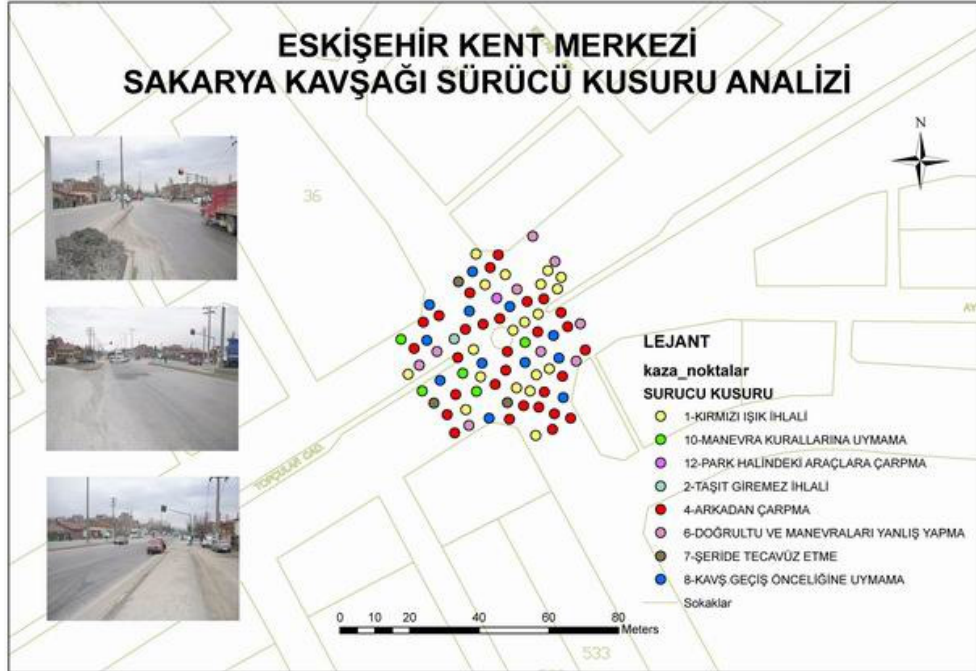 ESKİŞEHİR KENT MERKEZİ
SAKARYA KAVŞAĞI SÜRÜCÜ KUSURU ANALİZİ
N
36
LEJANT
kaza_noktalar
SURUCU KUSURU
1-KIRMIZI IŞIK İHLALİ
10-MANEVRA KURALLARINA UYMAMA
12-PARK HALİNDEKİ ARAÇLARA ÇARPMA
2-TAŞIT GİREMEZ İHLALİ
4-ARKADAN ÇARPMA
6-DOĞRULTU VE MANEVRALARI YANLIŞ YAPMA
7-ŞERİDE TECAVÜZ ETME
8-KAVŞ.GEÇİŞ ÖNCELİĞİNE UYMAMA
Sokaklar
TOPÇULAR CAD.
0 10 20 40 60 80
Meters
533